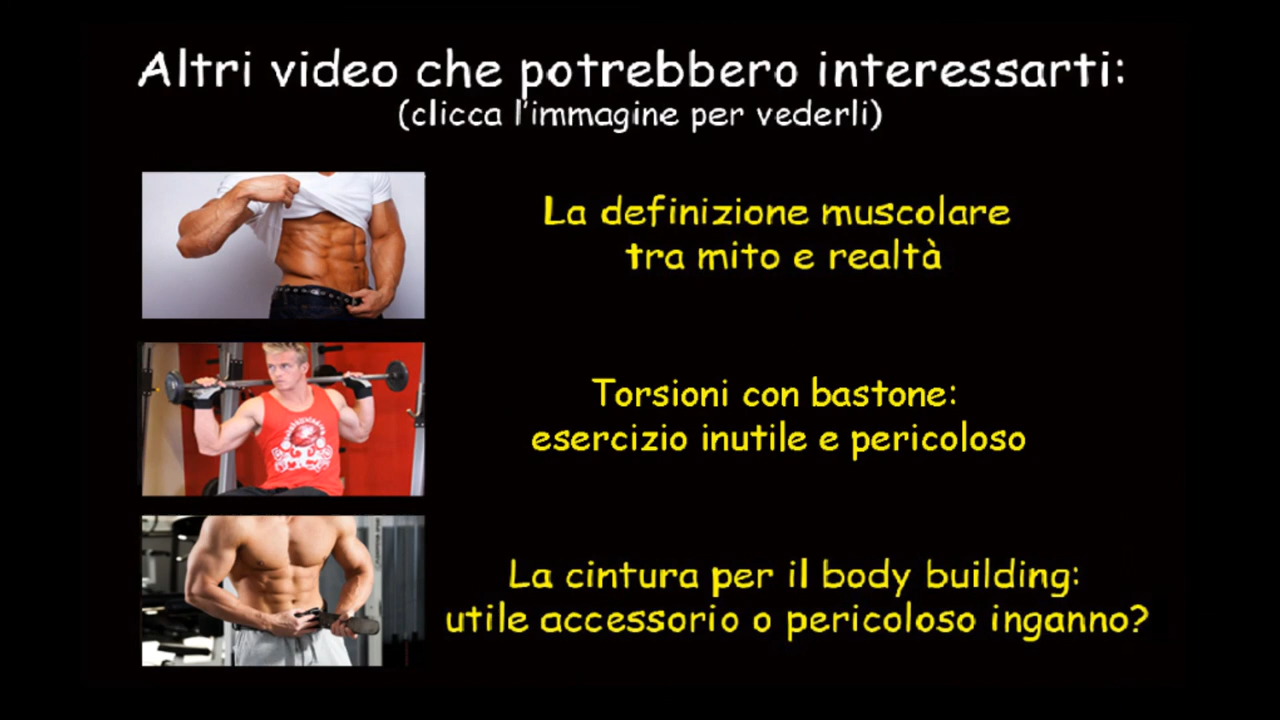 Altri video che potrebbero interessarti:
(clicca l'immagine per vederli)
La definizione muscolare
tra mito e realtà
Torsioni con bastone:
esercizio inutile e pericoloso
La cintura per il body building:
utile accessorio o pericoloso inganno?